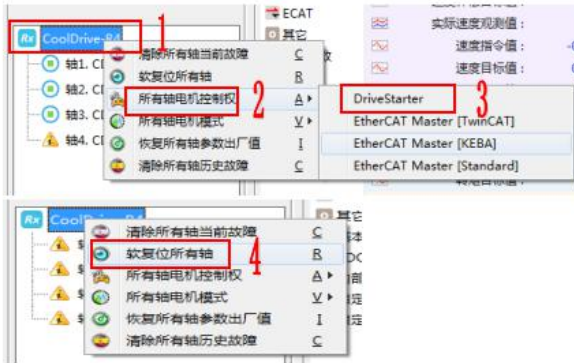 ECAT
1
Rx CoolDrive-R4
其它
实际速度观测值：
清除所有轴当前故障 C
速度指令值：
轴1. CD
软复位所有轴 R
速度目标值：
轴2. CD
所有轴电机控制权 A
2
DriveStarter
3
轴3. CD
所有轴电机模式 V
EtherCAT Master [TwinCAT]
轴4. CD
恢复所有轴参数出厂值 I
EtherCAT Master [KEBA]
清除所有轴历史故障 C
EtherCAT Master [Standard]
Rx CoolDrive-R4
其它
清除所有轴当前故障 C
软复位所有轴 R
4
所有轴电机控制权 A
所有轴电机模式 V
恢复所有轴参数出厂值 I
清除所有轴历史故障 C